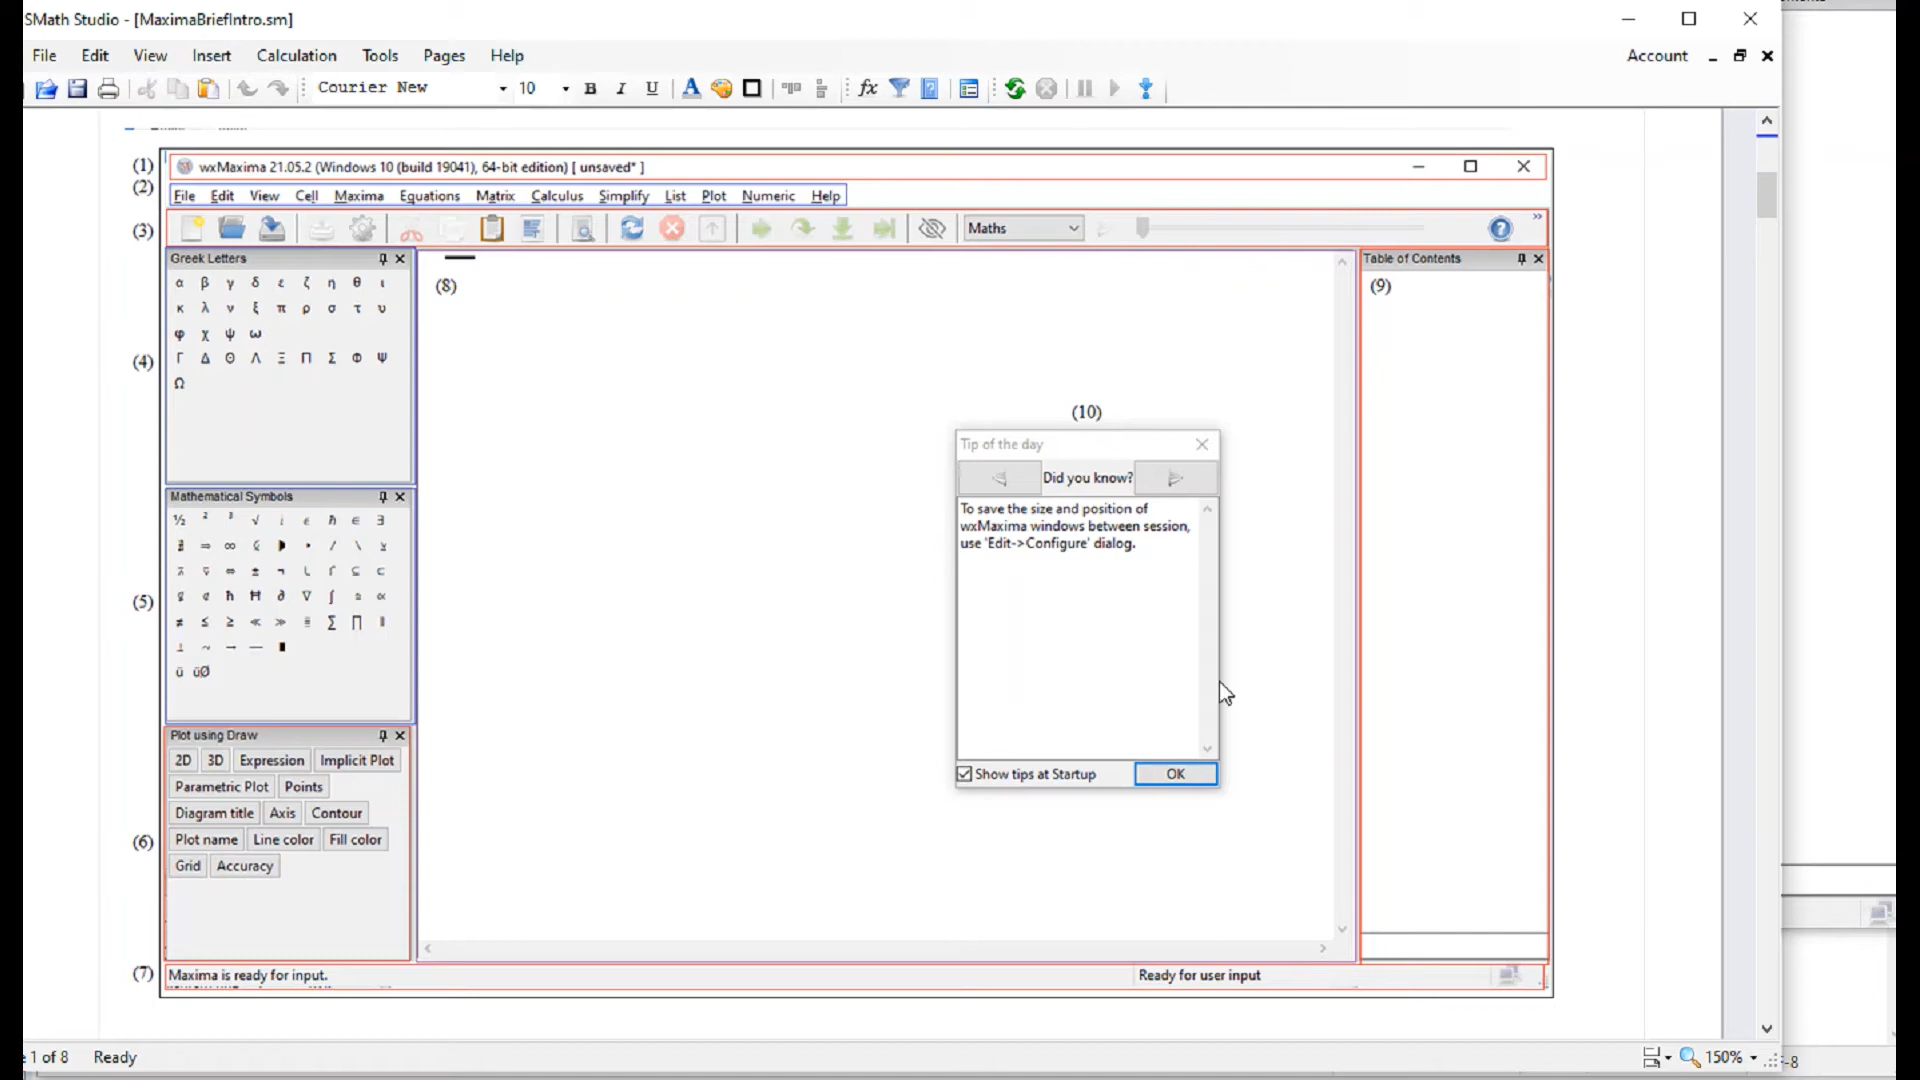 SMath Studio - [MaximaBriefIntro.sm]
File Edit View Insert Calculation Tools Pages Help Account
Courier New 10 B I U A fx
(1) wxMaxima 21.05.2 (Windows 10 (build 19041), 64-bit edition) [ unsaved* ]
(2) File Edit View Cell Maxima Equations Matrix Calculus Simplify List Plot Numeric Help
(3) Maths
Greek Letters
α β γ δ ε ζ η θ ι
κ λ ν ξ π ρ σ τ υ
φ χ ψ ω
(4) Γ Δ Θ Λ Ξ Π Σ Φ Ψ
Ω
(8)
Table of Contents
(9)
(10)
Tip of the day
Did you know?
To save the size and position of
wxMaxima windows between session,
use 'Edit->Configure' dialog.
Show tips at Startup OK
Mathematical Symbols
½ ² ³ √ ħ ∈ ∃
⇒ ∞
±
(5) ħ Ħ ∂ ∇ ∫
≠ ≤ ≥ ≪ ≫ ∑ ∏
~ →
ü üØ
Plot using Draw
2D 3D Expression Implicit Plot
Parametric Plot Points
Diagram title Axis Contour
(6) Plot name Line color Fill color
Grid Accuracy
(7) Maxima is ready for input. Ready for user input
1 of 8 Ready 150%